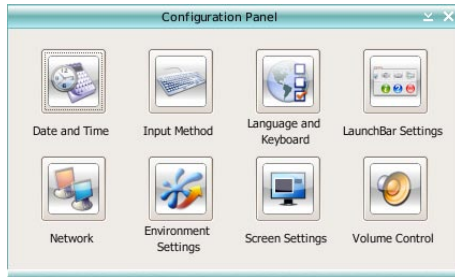 Configuration Panel
Date and Time
Input Method
Language and
Keyboard
LaunchBar Settings
Network
Environment
Settings
Screen Settings
Volume Control